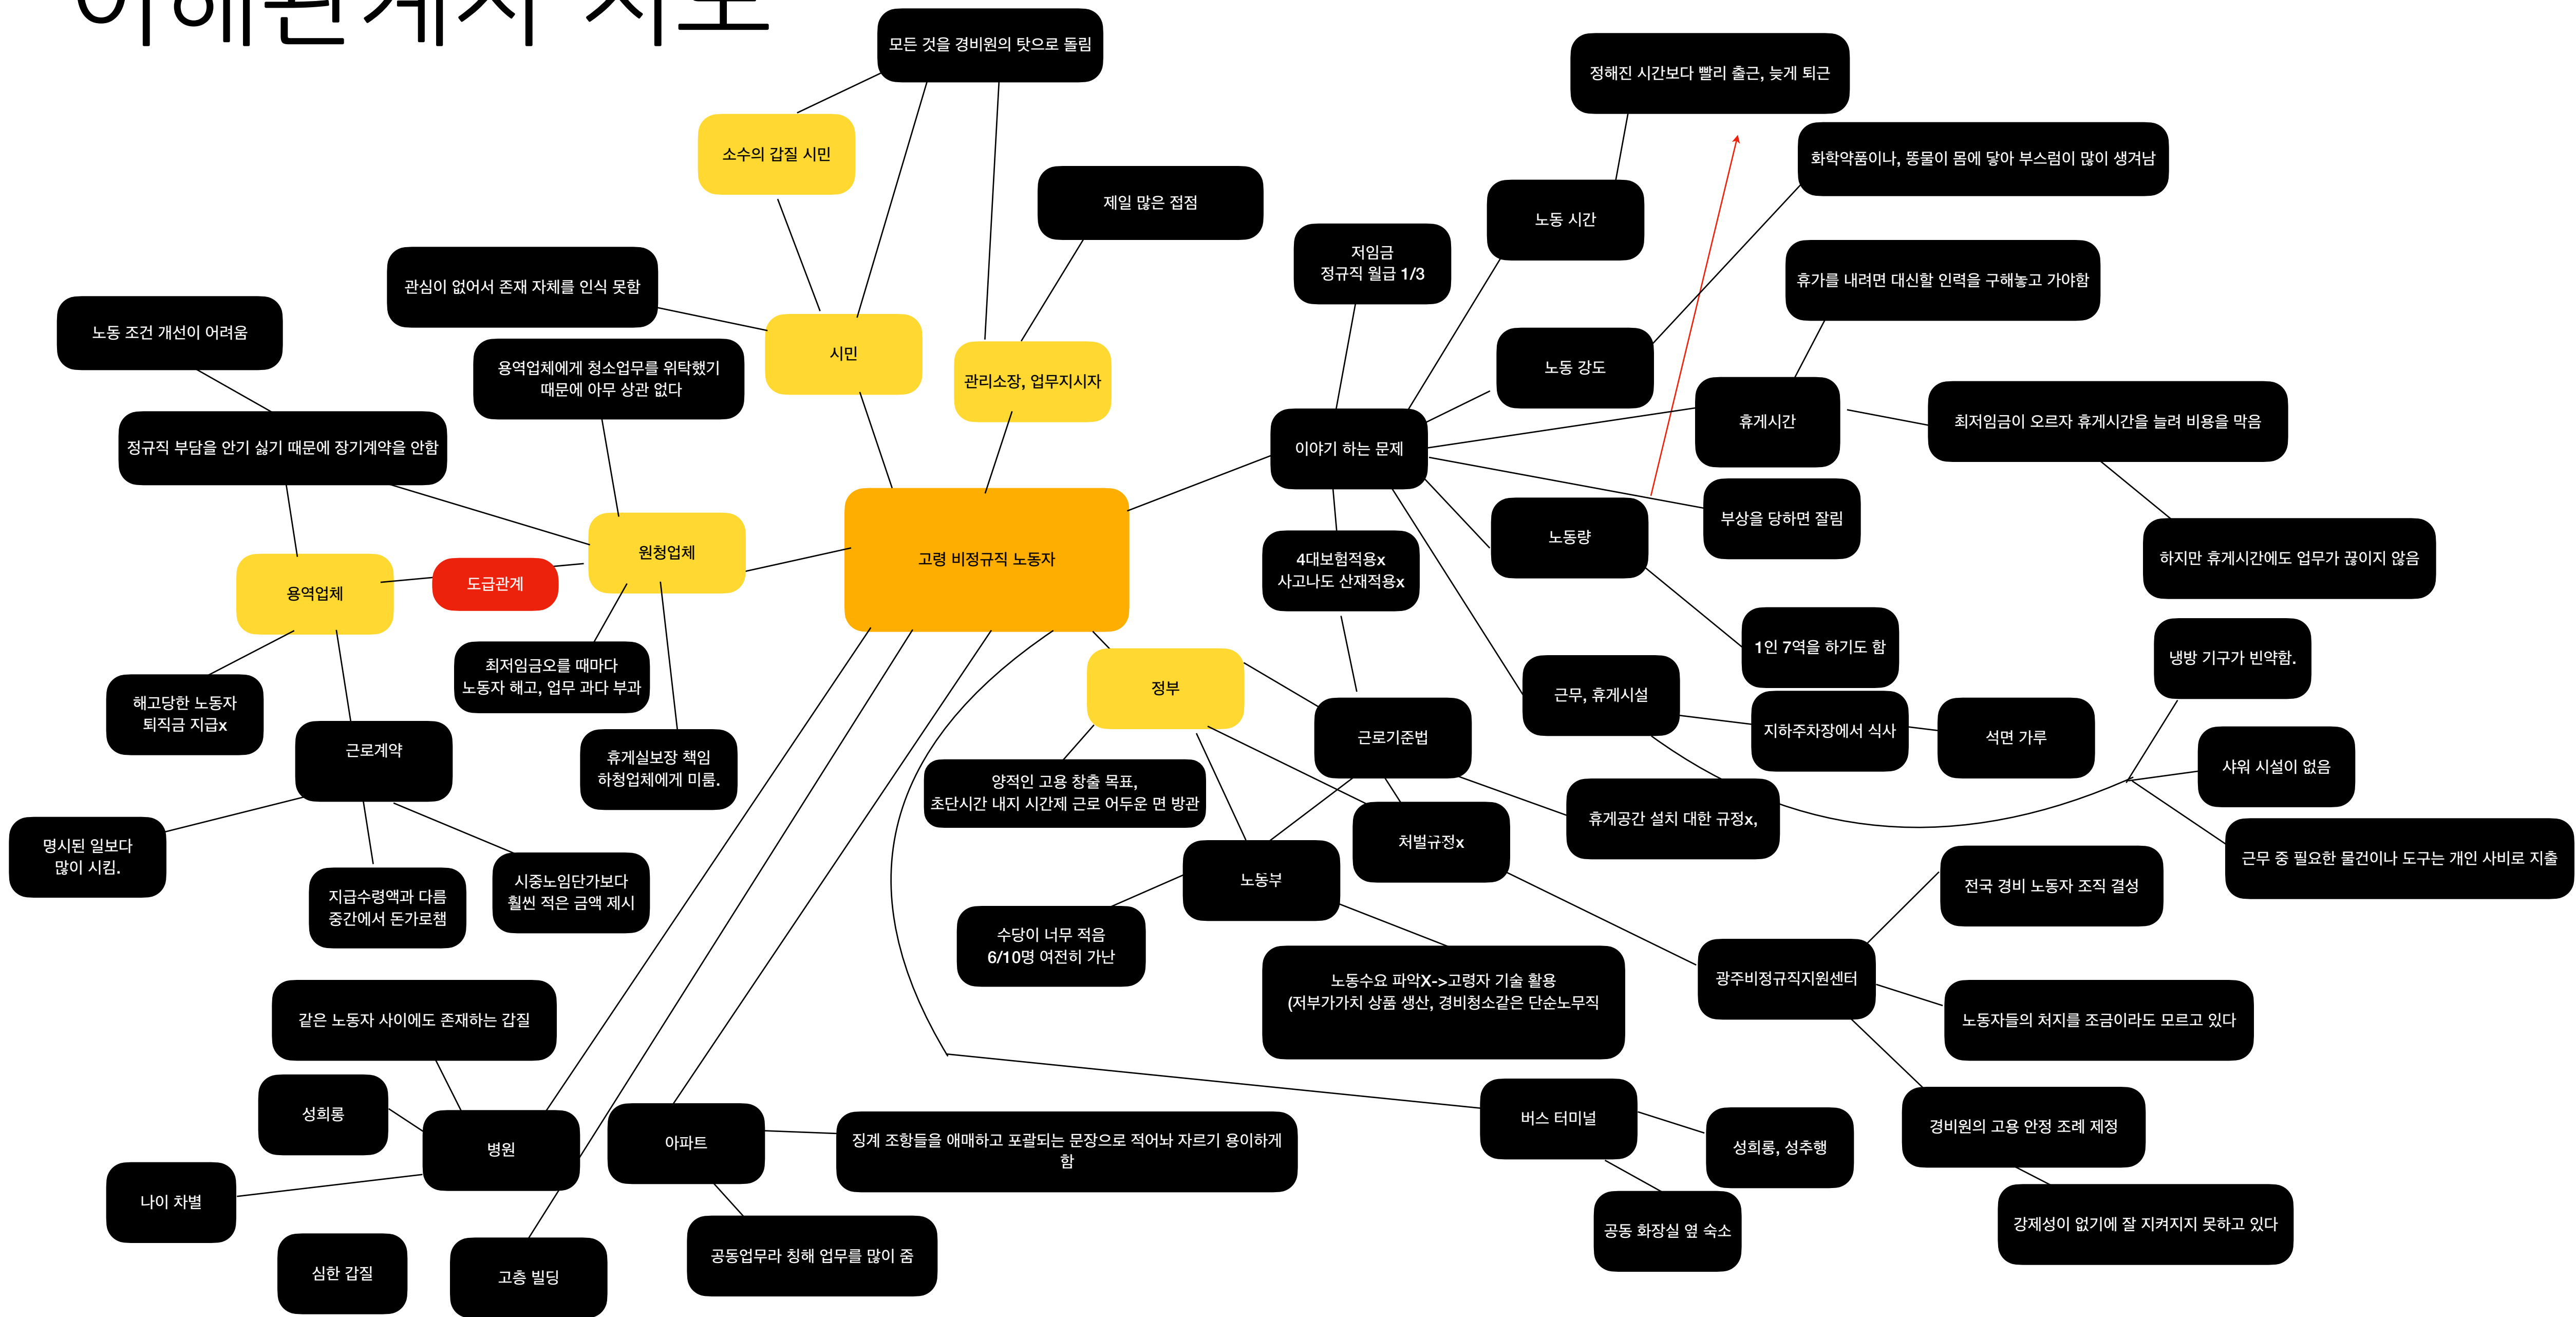 이해관계자 지도
모든 것을 경비원의 탓으로 돌림
정해진 시간보다 빨리 출근, 늦게 퇴근
소수의 갑질 시민
화학약품이나, 똥물이 몸에 닿아 부스럼이 많이 생겨남
제일 많은 접점
노동 시간
저임금
정규직 월급 1/3
관심이 없어서 존재 자체를 인식 못함
휴가를 내려면 대신할 인력을 구해놓고 가야함
노동 조건 개선이 어려움
시민
용역업체에게 청소업무를 위탁했기
때문에 아무 상관 없다
관리소장, 업무지시자
노동 강도
휴게시간
최저임금이 오르자 휴게시간을 늘려 비용을 막음
정규직 부담을 안기 싫기 때문에 장기계약을 안함
이야기 하는 문제
부상을 당하면 잘림
노동량
하지만 휴게시간에도 업무가 끊이지 않음
원청업체
고령 비정규직 노동자
4대보험적용x
사고나도 산재적용x
용역업체
도급관계
1인 7역을 하기도 함
냉방 기구가 빈약함.
최저임금오를 때마다
노동자 해고, 업무 과다 부과
정부
근무, 휴게시설
해고당한 노동자
퇴직금 지급x
지하주차장에서 식사
석면 가루
근로계약
휴게실보장 책임
하청업체에게 미룸.
근로기준법
샤워 시설이 없음
양적인 고용 창출 목표,
초단시간 내지 시간제 근로 어두운 면 방관
휴게공간 설치 대한 규정x,
처벌규정x
명시된 일보다
많이 시킴.
근무 중 필요한 물건이나 도구는 개인 사비로 지출
노동부
전국 경비 노동자 조직 결성
지급수령액과 다름
중간에서 돈가로챔
시중노임단가보다
훨씬 적은 금액 제시
수당이 너무 적음
6/10명 여전히 가난
노동수요 파악X->고령자 기술 활용
(저부가가치 상품 생산, 경비청소같은 단순노무직
광주비정규직지원센터
같은 노동자 사이에도 존재하는 갑질
노동자들의 처지를 조금이라도 모르고 있다
성희롱
병원
아파트
징계 조항들을 애매하고 포괄되는 문장으로 적어놔 자르기 용이하게
함
버스 터미널
성희롱, 성추행
경비원의 고용 안정 조례 제정
나이 차별
공동 화장실 옆 숙소
강제성이 없기에 잘 지켜지지 못하고 있다
심한 갑질
고층 빌딩
공동업무라 칭해 업무를 많이 줌